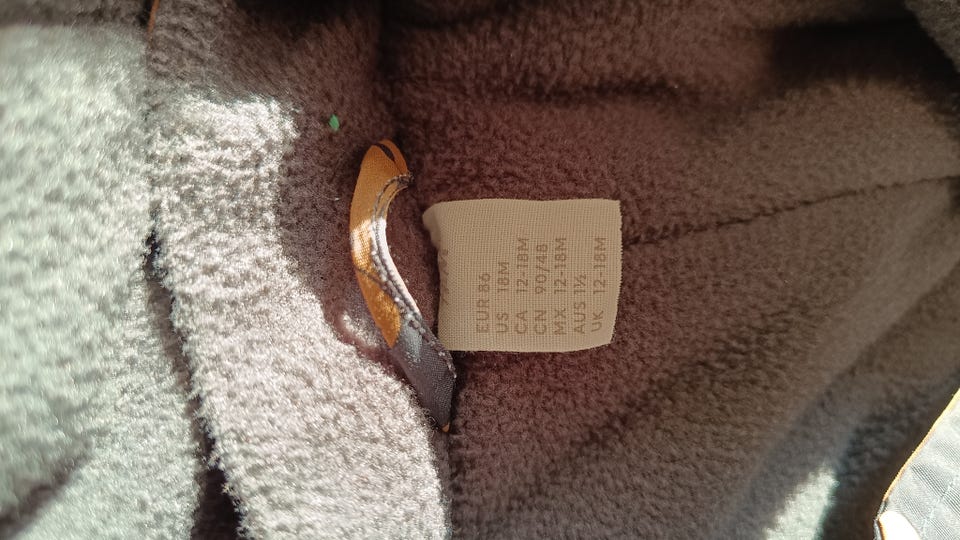 EUR 86
US 18M
CA 12-18M
CN 90/48
MX 12-18M
AUS 1½
UK 12-18M